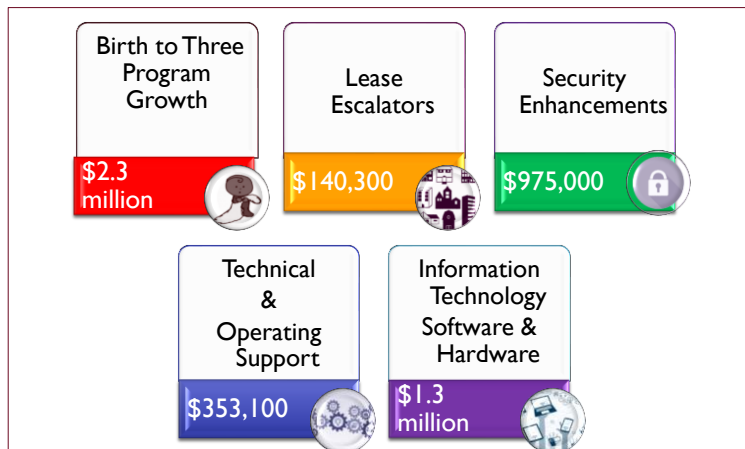 Birth to Three
Program
Growth
$2.3
million
Lease
Escalators
$140,300
Security
Enhancements
$975,000
Technical
&
Operating
Support
$353,100
Information
Technology
Software &
Hardware
$1.3
million